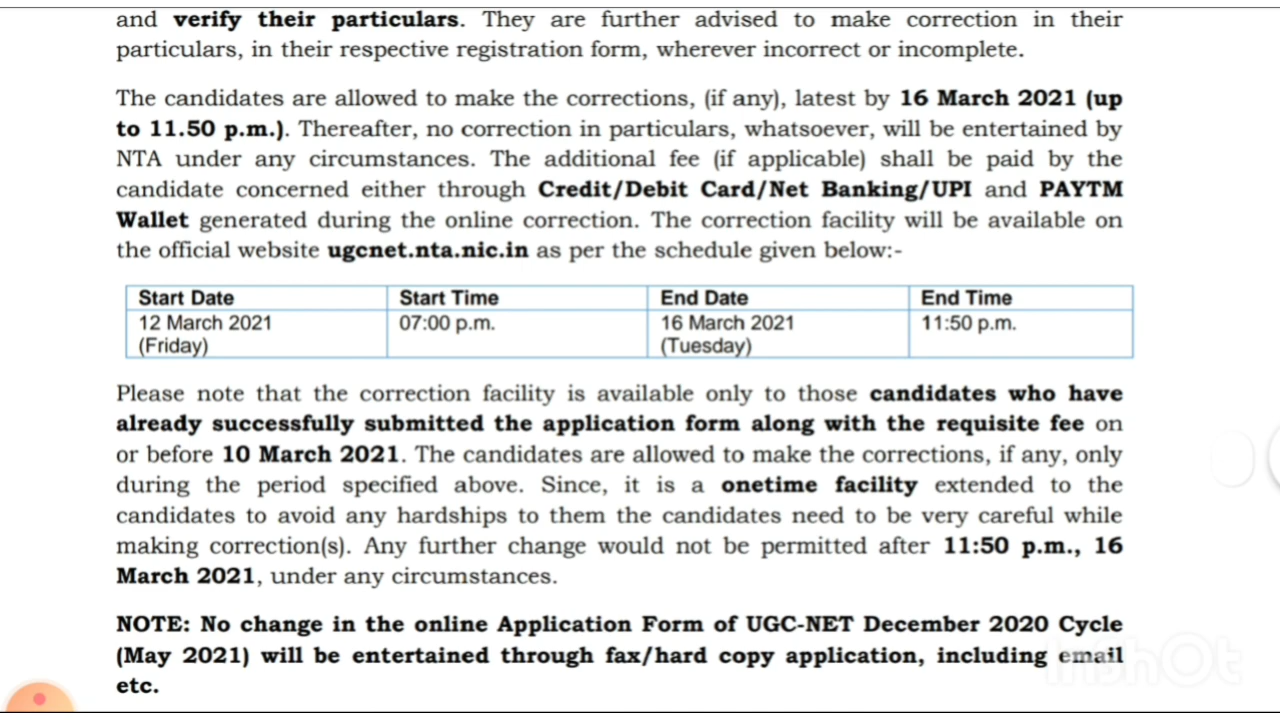 and verify their particulars. They are further advised to make correction in their
particulars, in their respective registration form, wherever incorrect or incomplete.
The candidates are allowed to make the corrections, (if any), latest by 16 March 2021 (up
to 11.50 p.m.). Thereafter, no correction in particulars, whatsoever, will be entertained by
NTA under any circumstances. The additional fee (if applicable) shall be paid by the
candidate concerned either through Credit/Debit Card/Net Banking/UPI and PAYTM
Wallet generated during the online correction. The correction facility will be available on
the official website ugcnet.nta.nic.in as per the schedule given below:-
Start Date Start Time End Date End Time
12 March 2021 07:00 p.m. 16 March 2021 11:50 p.m.
(Friday) (Tuesday)
Please note that the correction facility is available only to those candidates who have
already successfully submitted the application form along with the requisite fee on
or before 10 March 2021. The candidates are allowed to make the corrections, if any, only
during the period specified above. Since, it is a onetime facility extended to the
candidates to avoid any hardships to them the candidates need to be very careful while
making correction(s). Any further change would not be permitted after 11:50 p.m., 16
March 2021, under any circumstances.
NOTE: No change in the online Application Form of UGC-NET December 2020 Cycle
(May 2021) will be entertained through fax/hard copy application, including email
etc.
InShOt